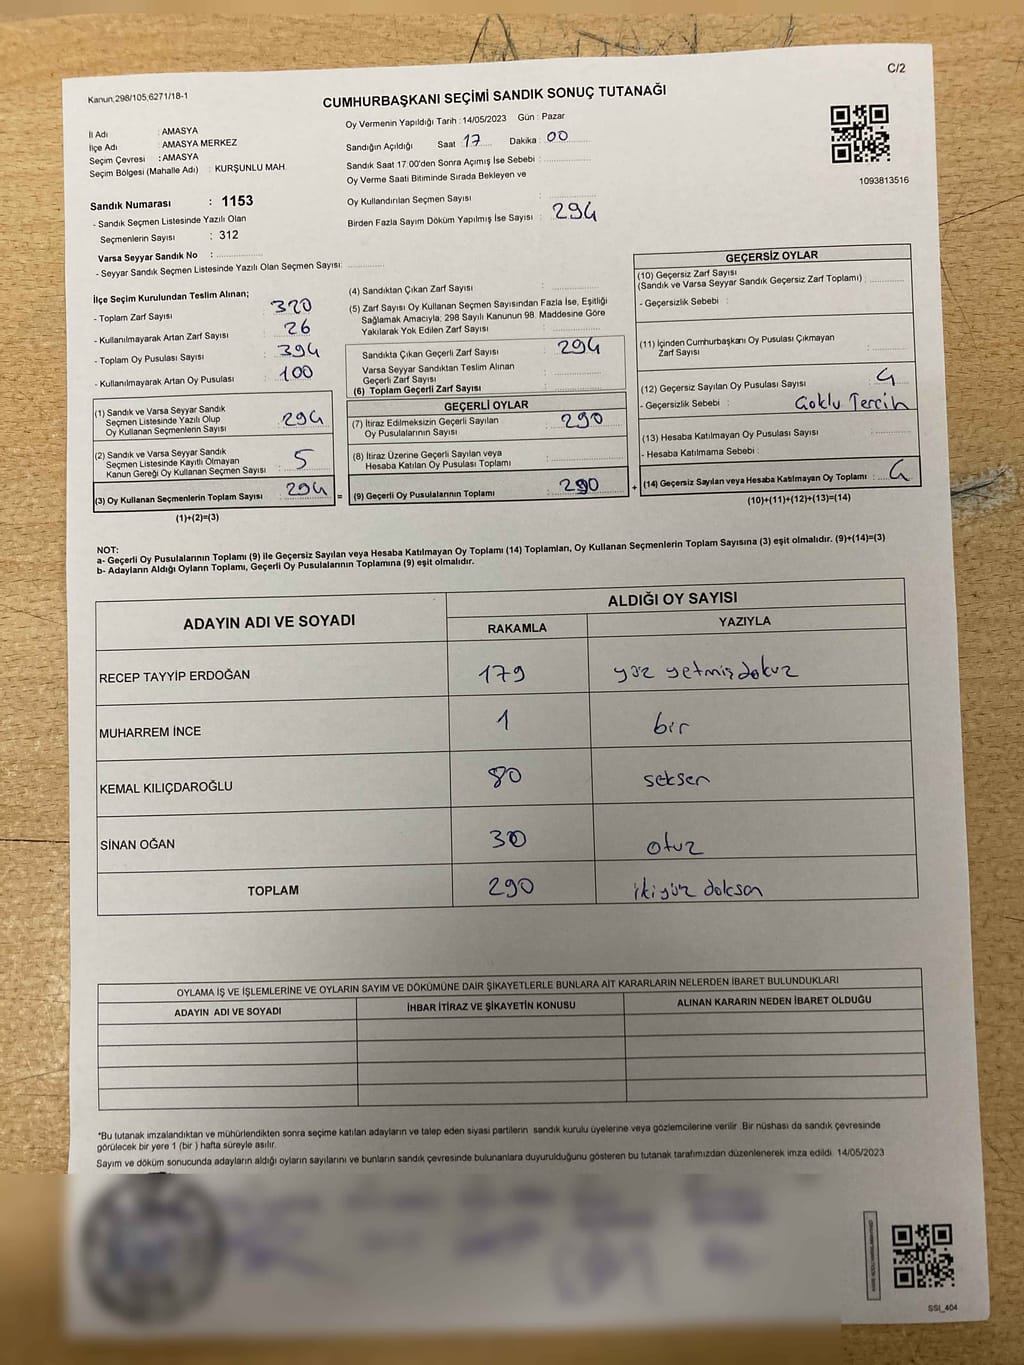 C/2
Kanun,298/105,6271/18-1
CUMHURBAŞKANI SEÇİMİ SANDIK SONUÇ TUTANAĞI
İl Adı : AMASYA
İlçe Adı : AMASYA MERKEZ
Seçim Çevresi : AMASYA
Seçim Bölgesi (Mahalle Adı) : KURŞUNLU MAH
Oy Vermenin Yapıldığı Tarih : 14/05/2023 Gün : Pazar
Sandığın Açıldığı Saat 17 Dakika : 00
Sandık Saat 17:00'den Sonra Açımış İse Sebebi :
Oy Verme Saati Bitiminde Sırada Bekleyen ve
Oy Kullandırılan Seçmen Sayısı :
Birden Fazla Sayım Döküm Yapılmış İse Sayısı : 294
1093813516
Sandık Numarası : 1153
- Sandık Seçmen Listesinde Yazılı Olan
Seçmenlerin Sayısı : 312
Varsa Seyyar Sandık No :
- Seyyar Sandık Seçmen Listesinde Yazılı Olan Seçmen Sayısı:
İlçe Seçim Kurulundan Teslim Alınan;
- Toplam Zarf Sayısı : 320
- Kullanılmayarak Artan Zarf Sayısı : 26
- Toplam Oy Pusulası Sayısı : 394
- Kullanılmayarak Artan Oy Pusulası : 100
(1) Sandık ve Varsa Seyyar Sandık
Seçmen Listesinde Yazılı Olup
Oy Kullanan Seçmenlerin Sayısı : 294
(2) Sandık ve Varsa Seyyar Sandık
Seçmen Listesinde Kayıtlı Olmayan
Kanun Gereği Oy Kullanan Seçmen Sayısı : 5
(3) Oy Kullanan Seçmenlerin Toplam Sayısı : 294 =
(1)+(2)=(3)
(4) Sandıktan Çıkan Zarf Sayısı :
(5) Zarf Sayısı Oy Kullanan Seçmen Sayısından Fazla İse, Eşitliği
Sağlamak Amacıyla, 298 Sayılı Kanunun 98. Maddesine Göre
Yakılarak Yok Edilen Zarf Sayısı :
Sandıkta Çıkan Geçerli Zarf Sayısı : 294
Varsa Seyyar Sandıktan Teslim Alınan
Geçerli Zarf Sayısı :
(6) Toplam Geçerli Zarf Sayısı :
GEÇERLİ OYLAR
(7) İtiraz Edilmeksizin Geçerli Sayılan
Oy Pusulalarının Sayısı : 290
(8) İtiraz Üzerine Geçerli Sayılan veya
Hesaba Katılan Oy Pusulası Toplamı :
(9) Geçerli Oy Pusulalarının Toplamı : 290 +
GEÇERSİZ OYLAR
(10) Geçersiz Zarf Sayısı
(Sandık ve Varsa Seyyar Sandık Geçersiz Zarf Toplamı) :
- Geçersizlik Sebebi :
(11) İçinden Cumhurbaşkanı Oy Pusulası Çıkmayan
Zarf Sayısı :
(12) Geçersiz Sayılan Oy Pusulası Sayısı : 4
- Geçersizlik Sebebi : Çoklu Tercih
(13) Hesaba Katılmayan Oy Pusulası Sayısı :
- Hesaba Katılmama Sebebi :
(14) Geçersiz Sayılan veya Hesaba Katılmayan Oy Toplamı : 4
(10)+(11)+(12)+(13)=(14)
NOT:
a- Geçerli Oy Pusulalarının Toplamı (9) ile Geçersiz Sayılan veya Hesaba Katılmayan Oy Toplamı (14) Toplamları, Oy Kullanan Seçmenlerin Toplam Sayısına (3) eşit olmalıdır. (9)+(14)=(3)
b- Adayların Aldığı Oyların Toplamı, Geçerli Oy Pusulalarının Toplamına (9) eşit olmalıdır.
ADAYIN ADI VE SOYADI ALDIĞI OY SAYISI
RAKAMLA YAZIYLA
RECEP TAYYİP ERDOĞAN 179 yüz yetmiş dokuz
MUHARREM İNCE 1 bir
KEMAL KILIÇDAROĞLU 80 seksen
SİNAN OĞAN 30 otuz
TOPLAM 290 ikiyüz doksan
OYLAMA İŞ VE İŞLEMLERİNE VE OYLARIN SAYIM VE DÖKÜMÜNE DAİR ŞİKAYETLERLE BUNLARA AİT KARARLARIN NELERDEN İBARET BULUNDUKLARI
ADAYIN ADI VE SOYADI İHBAR İTİRAZ VE ŞİKAYETİN KONUSU ALINAN KARARIN NEDEN İBARET OLDUĞU
*Bu tutanak imzalandıktan ve mühürlendikten sonra seçime katılan adayların ve talep eden siyasi partilerin sandık kurulu üyelerine veya gözlemcilerine verilir. Bir nüshası da sandık çevresinde
görülecek bir yere 1 (bir ) hafta süreyle asılır.
Sayım ve döküm sonucunda adayların aldığı oyların sayılarını ve bunların sandık çevresinde bulunanlara duyurulduğunu gösteren bu tutanak tarafımızdan düzenlenerek imza edildi. 14/05/2023
SSI_404